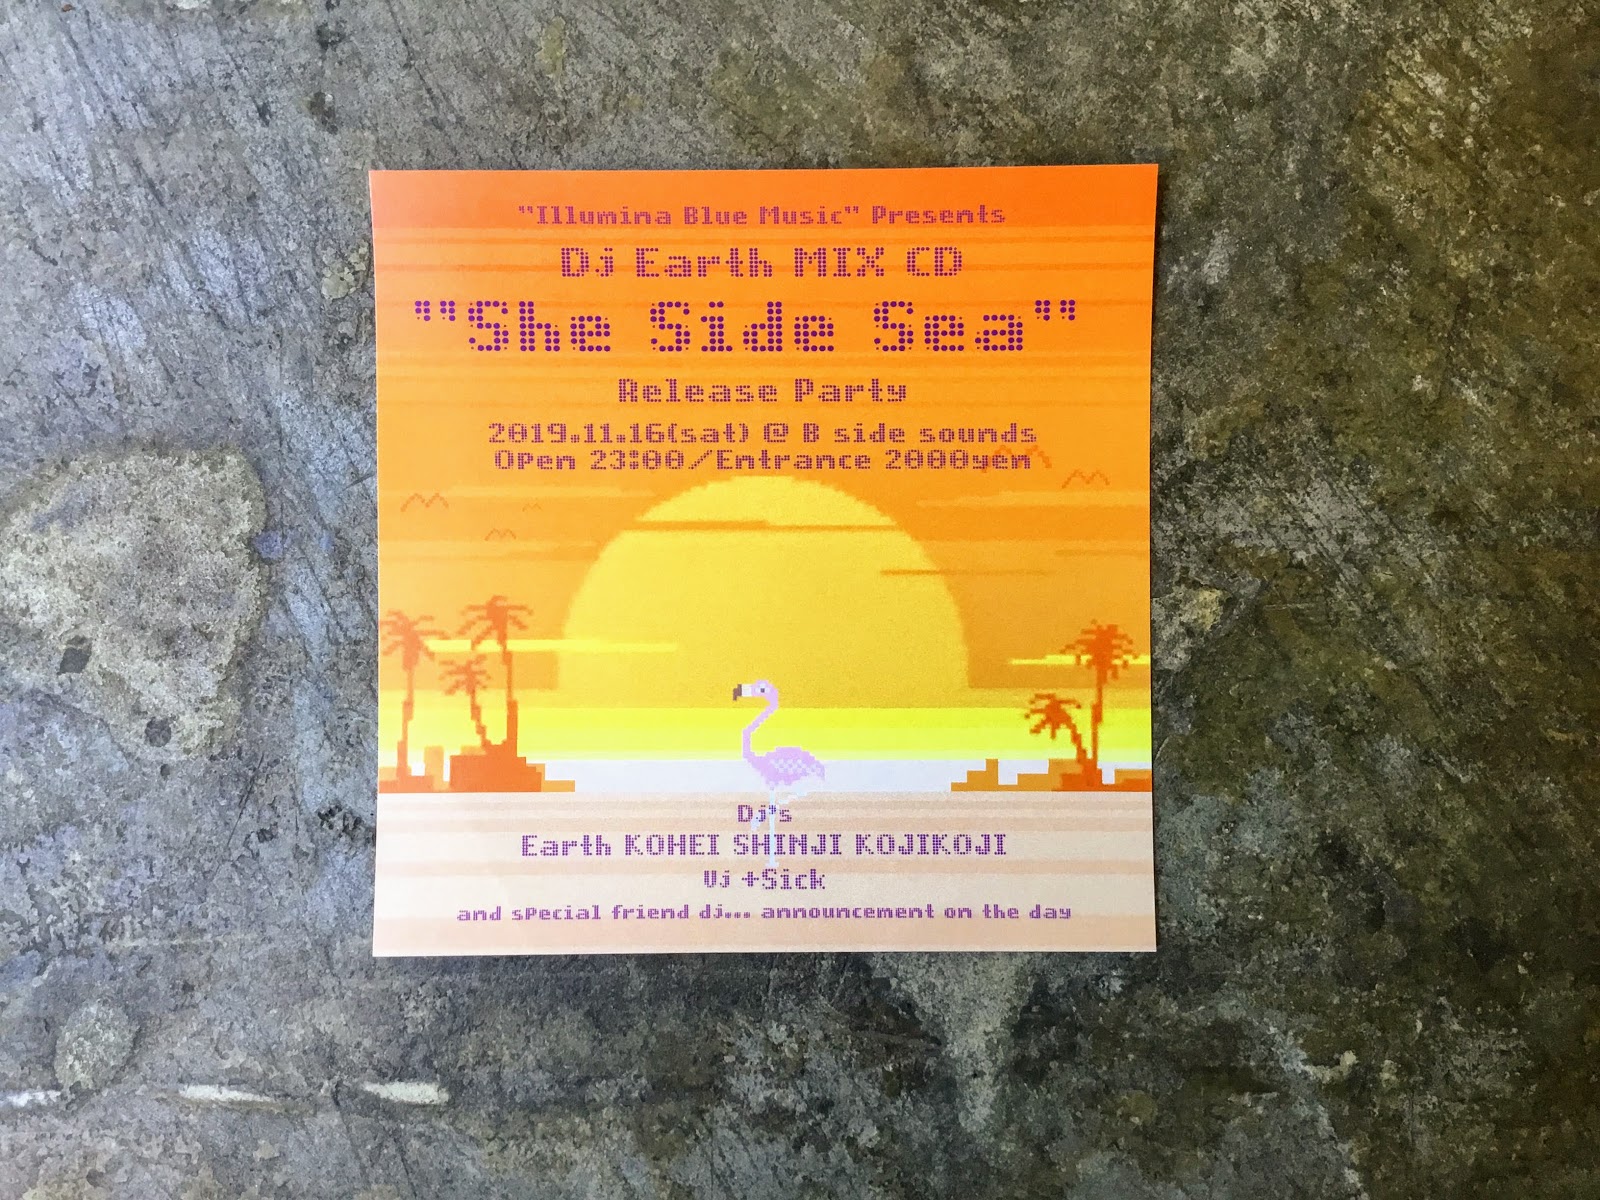 "Illumina Blue Music" Presents
Dj Earth MIX CD
"She Side Sea"
Release Party
2019.11.16(sat) @ B side sounds
Open 23:00/Entrance 2000yen
Dj's
Earth KOHEI SHINJI KOJIKOJI
Vj +Sick
and special friend dj... announcement on the day